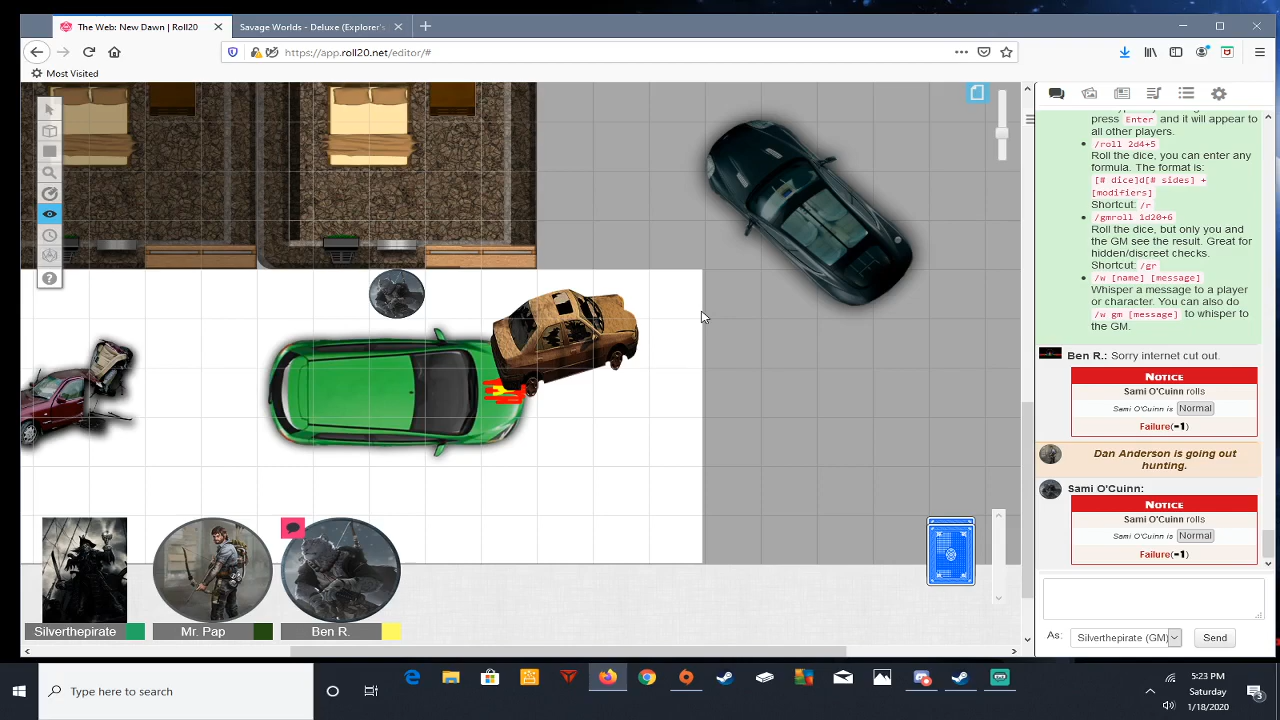 The Web: New Dawn | Roll20
Savage Worlds - Deluxe (Explorer's
https://app.roll20.net/editor/#
Most Visited
press Enter and it will appear to
all other players.
/roll 2d4+5
Roll the dice, you can enter any
formula. The format is:
[# dice]d[# sides] +
[modifiers]
Shortcut: /r
/gmroll 1d20+6
Roll the dice, but only you and
the GM see the result. Great for
hidden/discreet checks.
Shortcut: /gr
/w [name] [message]
Whisper a message to a player
or character. You can also do
/w gm [message] to whisper to
the GM.
Ben R.: Sorry internet cut out.
Notice
Sami O'Cuinn rolls
Sami O'Cuinn is Normal
Failure(-1)
Dan Anderson is going out
hunting.
Sami O'Cuinn:
Notice
Sami O'Cuinn rolls
Sami O'Cuinn is Normal
Failure(-1)
Silverthepirate
Mr. Pap
Ben R.
As: Silverthepirate (GM)
Send
Type here to search
5:23 PM
Saturday
1/18/2020
3